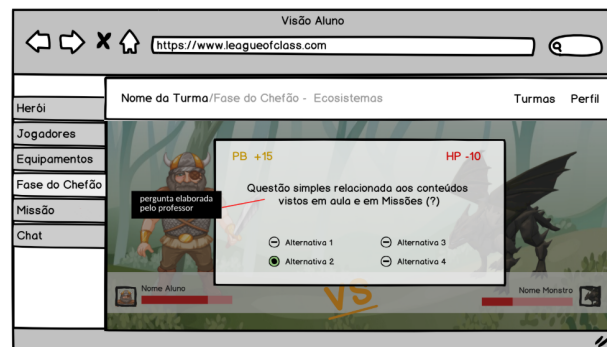 Visão Aluno
https://www.leagueofclass.com
Nome da Turma/Fase do Chefão - Ecosistemas
Turmas Perfil
Herói
Jogadores
Equipamentos
Fase do Chefão
Missão
Chat
PB +15
HP -10
pergunta elaborada
pelo professor
Questão simples relacionada aos conteúdos
vistos em aula e em Missões (?)
Alternativa 1
Alternativa 3
Alternativa 2
Alternativa 4
Nome Aluno
VS
Nome Monstro